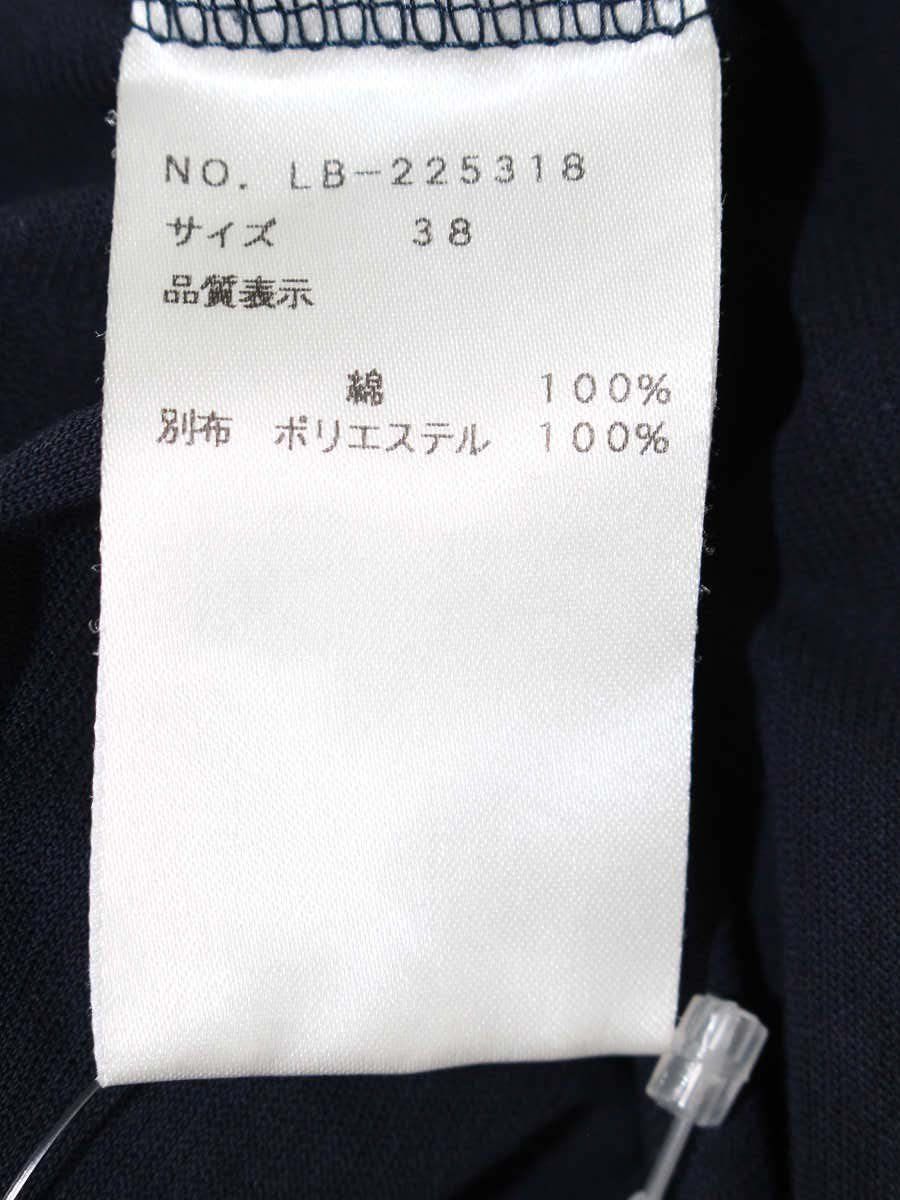 NO. LB-225318
サイズ 38
品質表示
綿 100%
別布 ポリエステル 100%